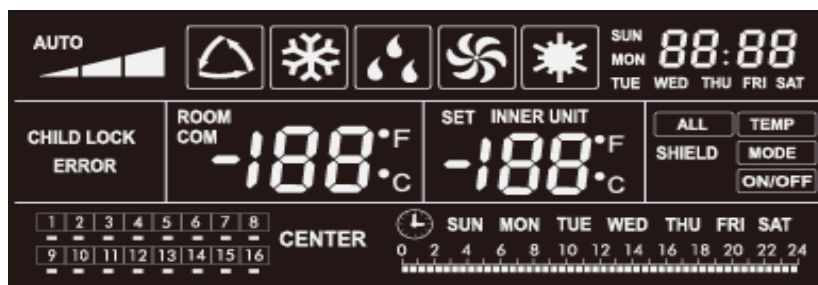 AUTO
SUN
MON
TUE WED THU FRI SAT
88:88
CHILD LOCK
ERROR
ROOM
COM
-188°F
°C
SET INNER UNIT
-188°F
°C
ALL TEMP
SHIELD MODE
ON/OFF
1 2 3 4 5 6 7 8
9 10 11 12 13 14 15 16
CENTER
SUN MON TUE WED THU FRI SAT
0 2 4 6 8 10 12 14 16 18 20 22 24